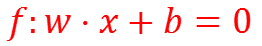 f: w · x + b = 0